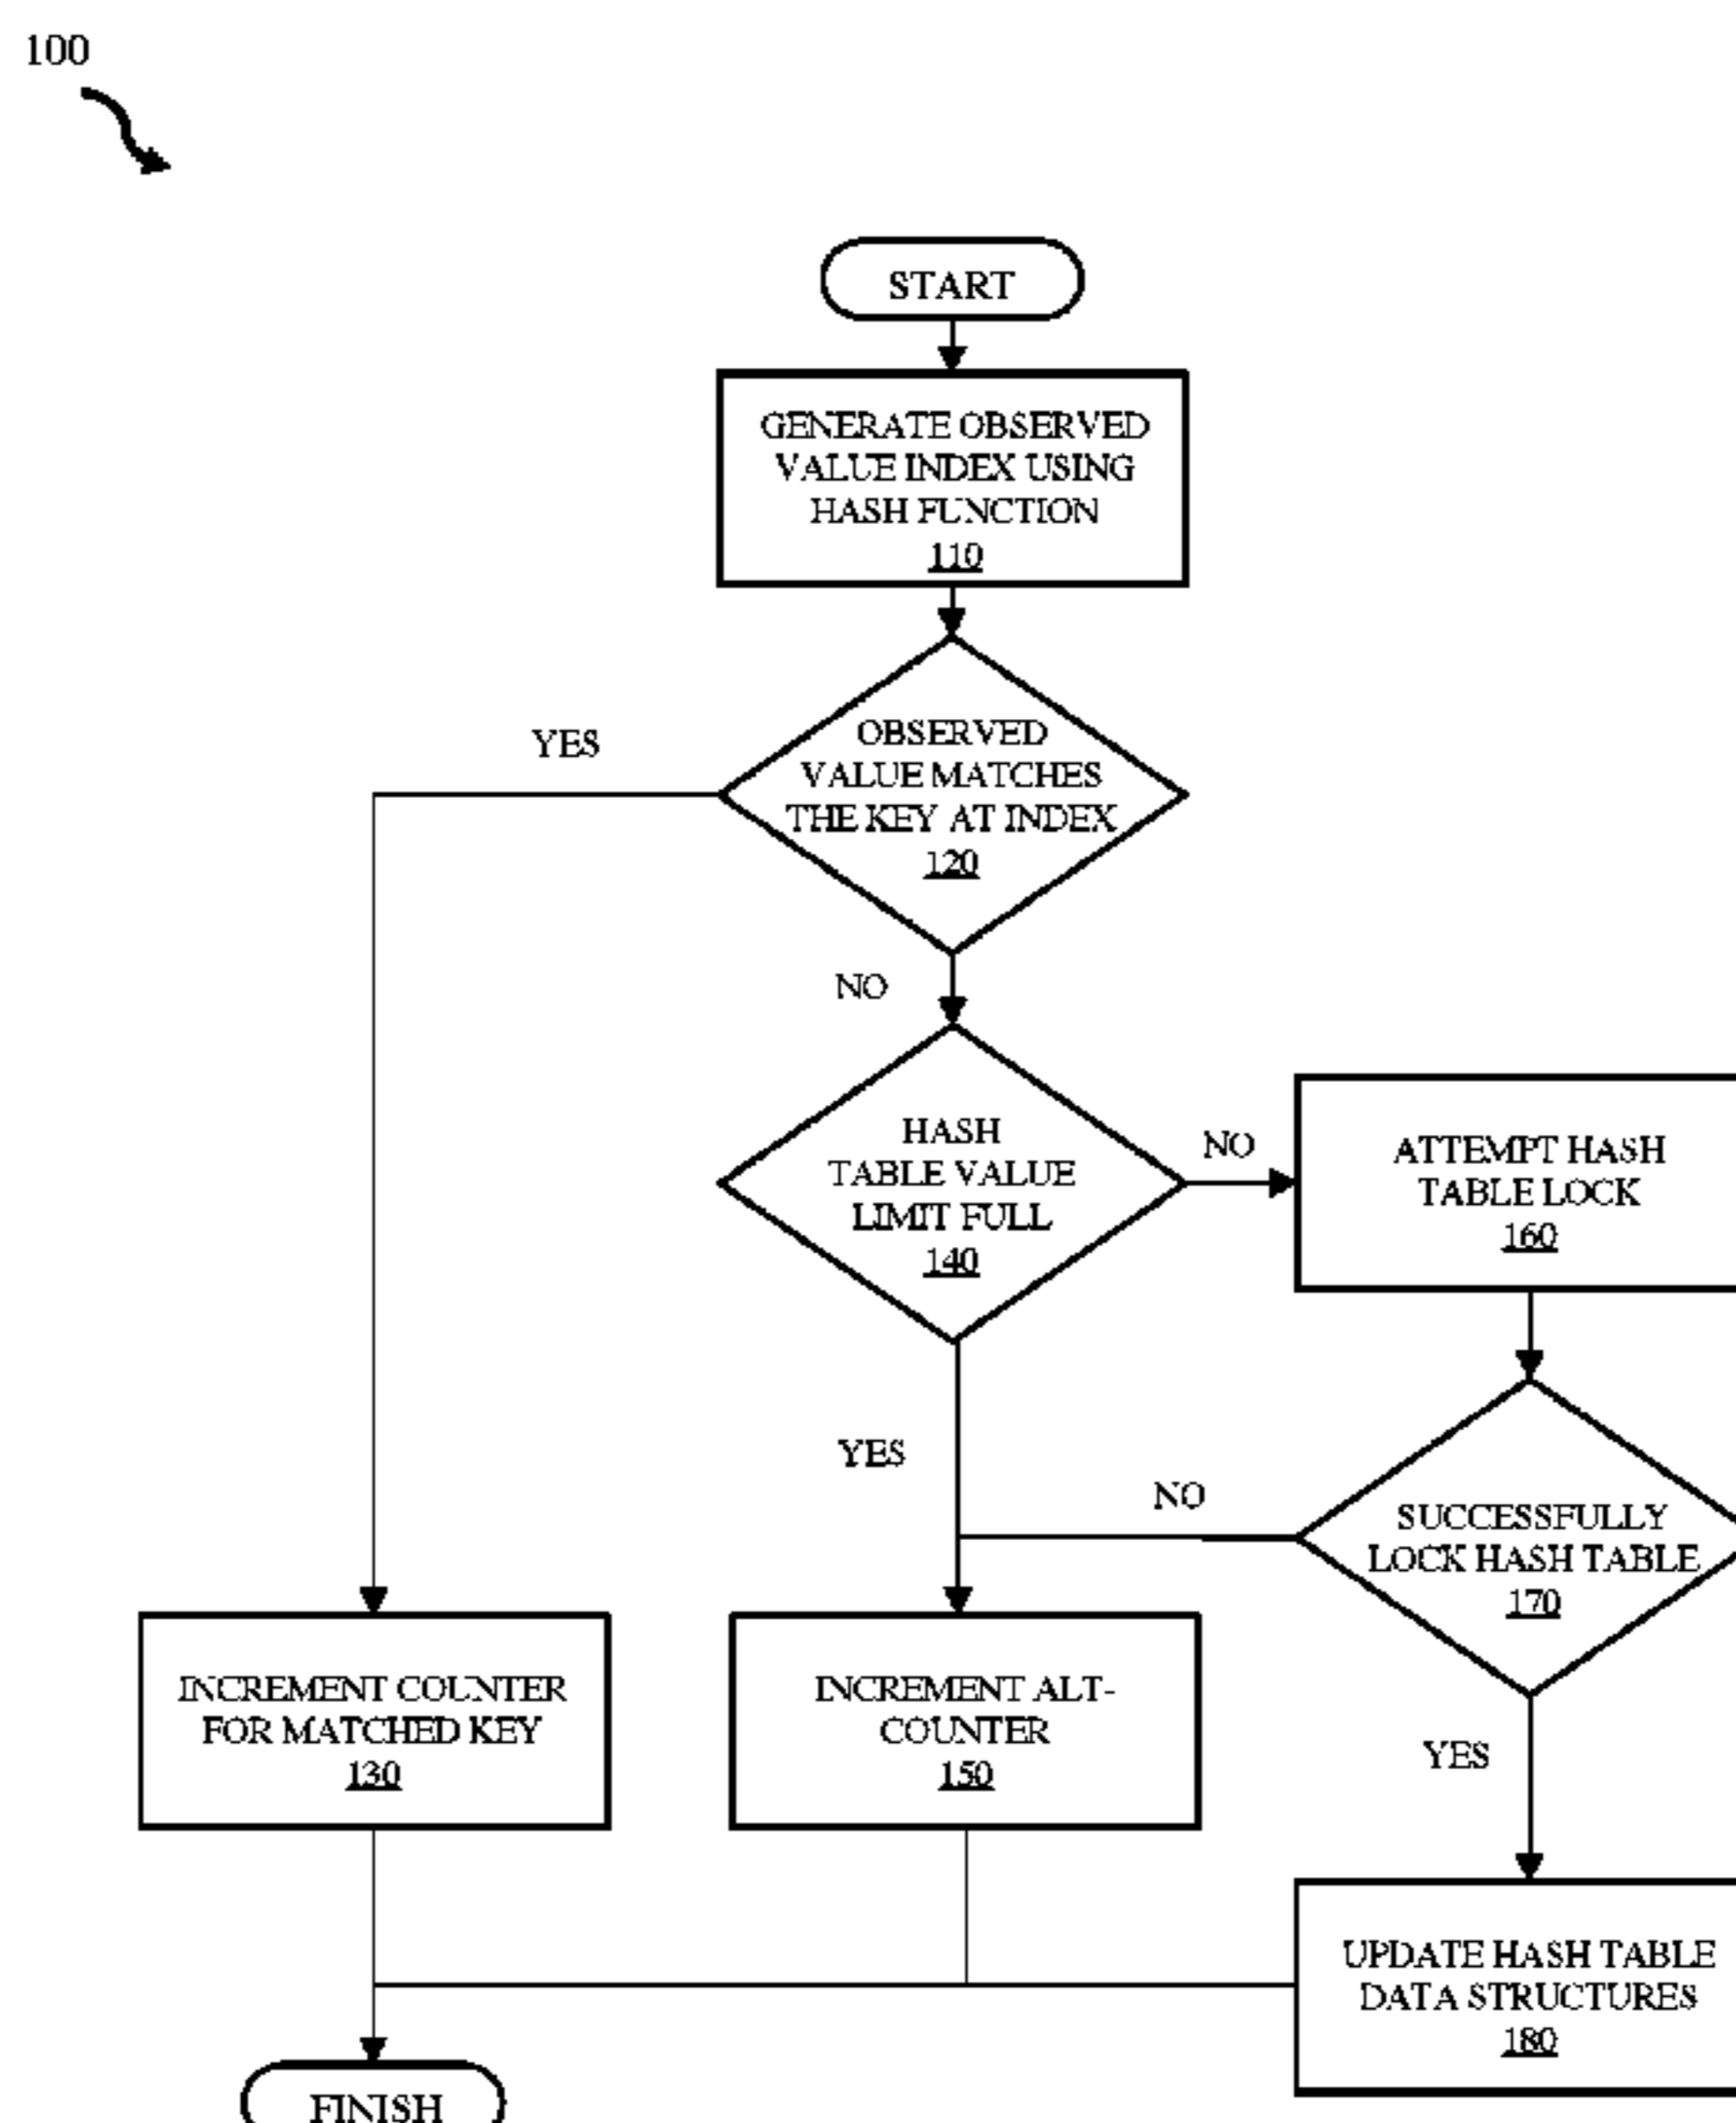 100
START
GENERATE OBSERVED
VALUE INDEX USING
HASH FUNCTION
110
YES
OBSERVED
VALUE MATCHES
THE KEY AT INDEX
120
NO
HASH
TABLE VALUE
LIMIT FULL
140
NO
ATTEMPT HASH
TABLE LOCK
160
YES
NO
SUCCESSFULLY
LOCK HASH TABLE
170
INCREMENT COUNTER
FOR MATCHED KEY
130
INCREMENT ALT-
COUNTER
150
YES
UPDATE HASH TABLE
DATA STRUCTURES
180
FINISH